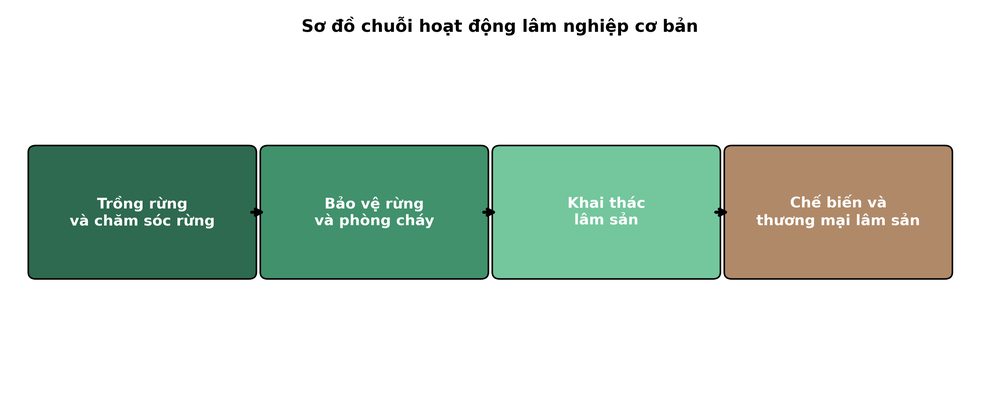 Sơ đồ chuỗi hoạt động lâm nghiệp cơ bản
Trồng rừng
và chăm sóc rừng
Bảo vệ rừng
và phòng cháy
Khai thác
lâm sản
Chế biến và
thương mại lâm sản